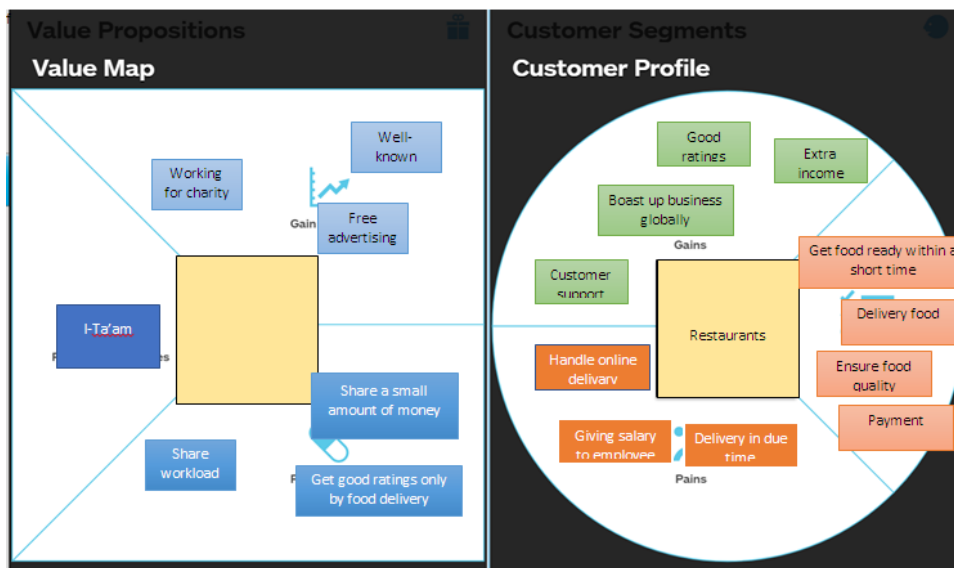 Value Propositions
Customer Segments
Value Map
Customer Profile
Well-
known
Working
for charity
Gain
Free
advertising
I-Ta'am
Share a small
amount of money
Share
workload
Get good ratings only
by food delivery
Good
ratings
Extra
income
Boast up business
globally
Gains
Customer
support
Get food ready within a
short time
Restaurants
Delivery food
Handle online
delivary
Ensure food
quality
Payment
Giving salary
to employee
Delivery in due
time
Pains